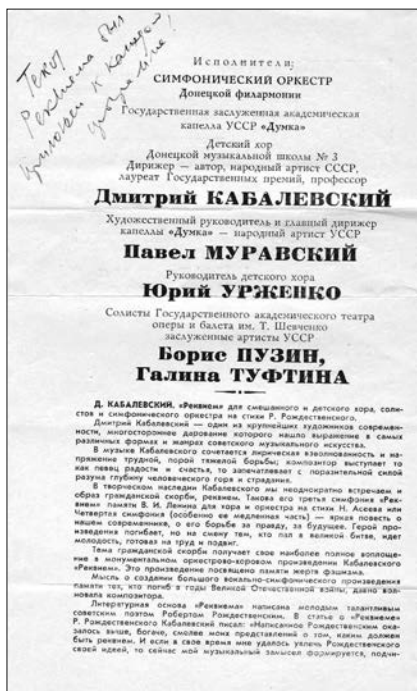 Текст
Реквиема был
приложен к каждой
программе!
Исполнители:
СИМФОНИЧЕСКИЙ ОРКЕСТР
Донецкой филармонии
Государственная заслуженная академическая
капелла УССР «Думка»
Детский хор
Донецкой музыкальной школы № 3
Дирижер — автор, народный артист СССР,
лауреат Государственных премий, профессор
Дмитрий КАБАЛЕВСКИЙ
Художественный руководитель и главный дирижер
капеллы «Думка» — народный артист УССР
Павел МУРАВСКИЙ
Руководитель детского хора
Юрий УРЖЕНКО
Солисты Государственного академического театра
оперы и балета им. Т. Шевченко
заслуженные артисты УССР
Борис ПУЗИН,
Галина ТУФТИНА
Д. КАБАЛЕВСКИЙ. «Реквием» для смешанного и детского хора, соли-
стов и симфонического оркестра на стихи Р. Рождественского.
Дмитрий Кабалевский — один из крупнейших художников современ-
ности, многостороннее дарование которого нашло выражение в самых
различных формах и жанрах советского музыкального искусства.
В музыке Кабалевского сочетается лирическая взволнованность и на-
пряжение трудной, порой тяжелой борьбы; композитор выступает то
как певец радости и счастья, то запечатлевает с поразительной силой
разума глубину человеческого горя и страдания.
В творческом наследии Кабалевского мы неоднократно встречаем и
образ гражданской скорби, реквием. Такова его третья симфония «Рек-
вием» памяти В. И. Ленина для хора и оркестра на стихи Н. Асеева или
Четвертая симфония (особенно ее медленная часть) — яркая повесть о
нашем современнике, о его борьбе за правду, за будущее. Герой про-
изведения погибает, но на смену тем, кто пал в великой битве, идет
молодость, готовая на труд и подвиг.
Тема гражданской скорби получает свое наиболее полное воплоще-
ние в монументальном оркестрово-хоровом произведении Кабалевского
«Реквием». Это произведение посвящено памяти жертв фашизма.
Мысль о создании большого вокально-симфонического произведения
памяти тех, кто погиб в годы Великой Отечественной войны, давно вол-
новала композитора.
Литературная основа «Реквиема» написана молодым талантливым
советским поэтом Робертом Рождественским. В статье о «Реквиеме»
Р. Рождественского Кабалевский писал: «Написанное Рождественским ока-
залось выше, богаче, смелее моих представлений о том, каким должен
быть реквием. И если в свое время мне удалось увлечь Рождественского
своей идеей, то сейчас мой музыкальный замысел формируется, подчи-